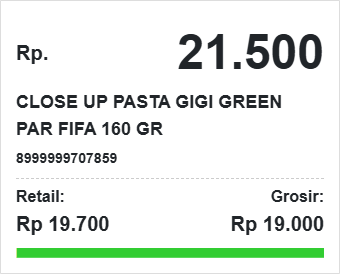 Rp. 21.500
CLOSE UP PASTA GIGI GREEN
PAR FIFA 160 GR
8999999707859
Retail: Grosir:
Rp 19.700 Rp 19.000